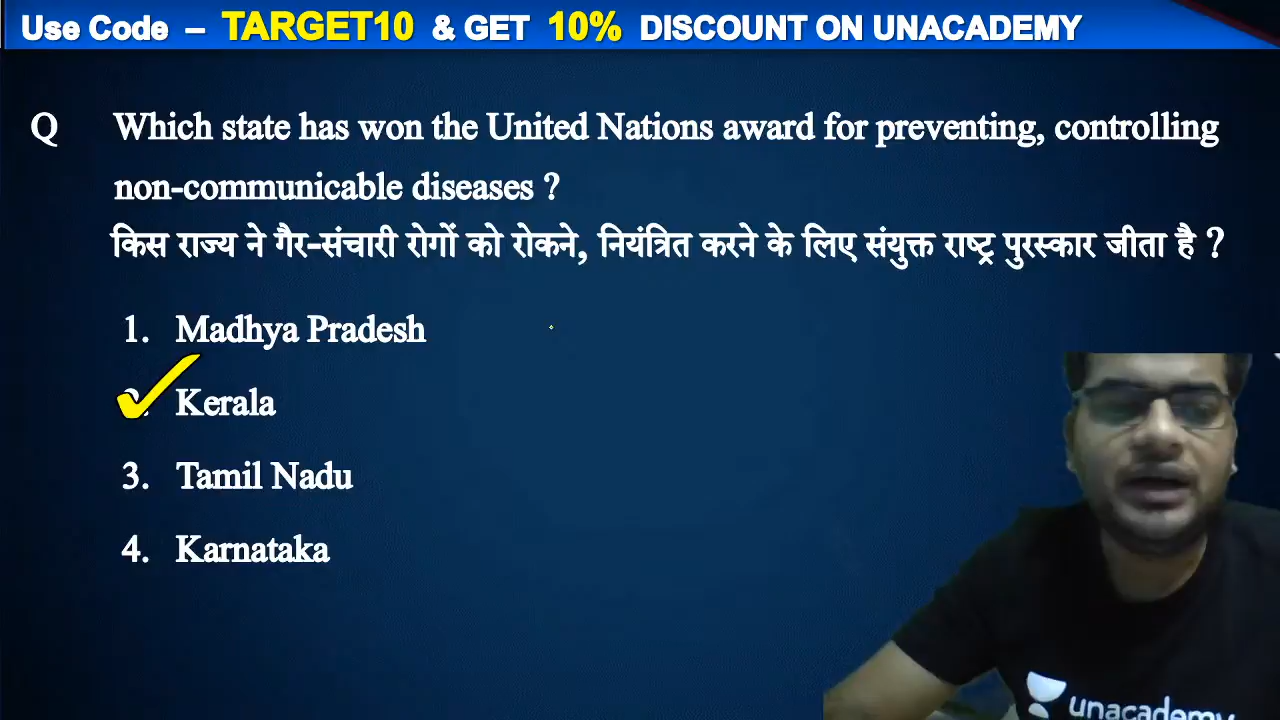 Use Code – TARGET10 & GET 10% DISCOUNT ON UNACADEMY
Q Which state has won the United Nations award for preventing, controlling
non-communicable diseases ?
किस राज्य ने गैर-संचारी रोगों को रोकने, नियंत्रित करने के लिए संयुक्त राष्ट्र पुरस्कार जीता है ?
1. Madhya Pradesh
Kerala
3. Tamil Nadu
4. Karnataka
unacademy